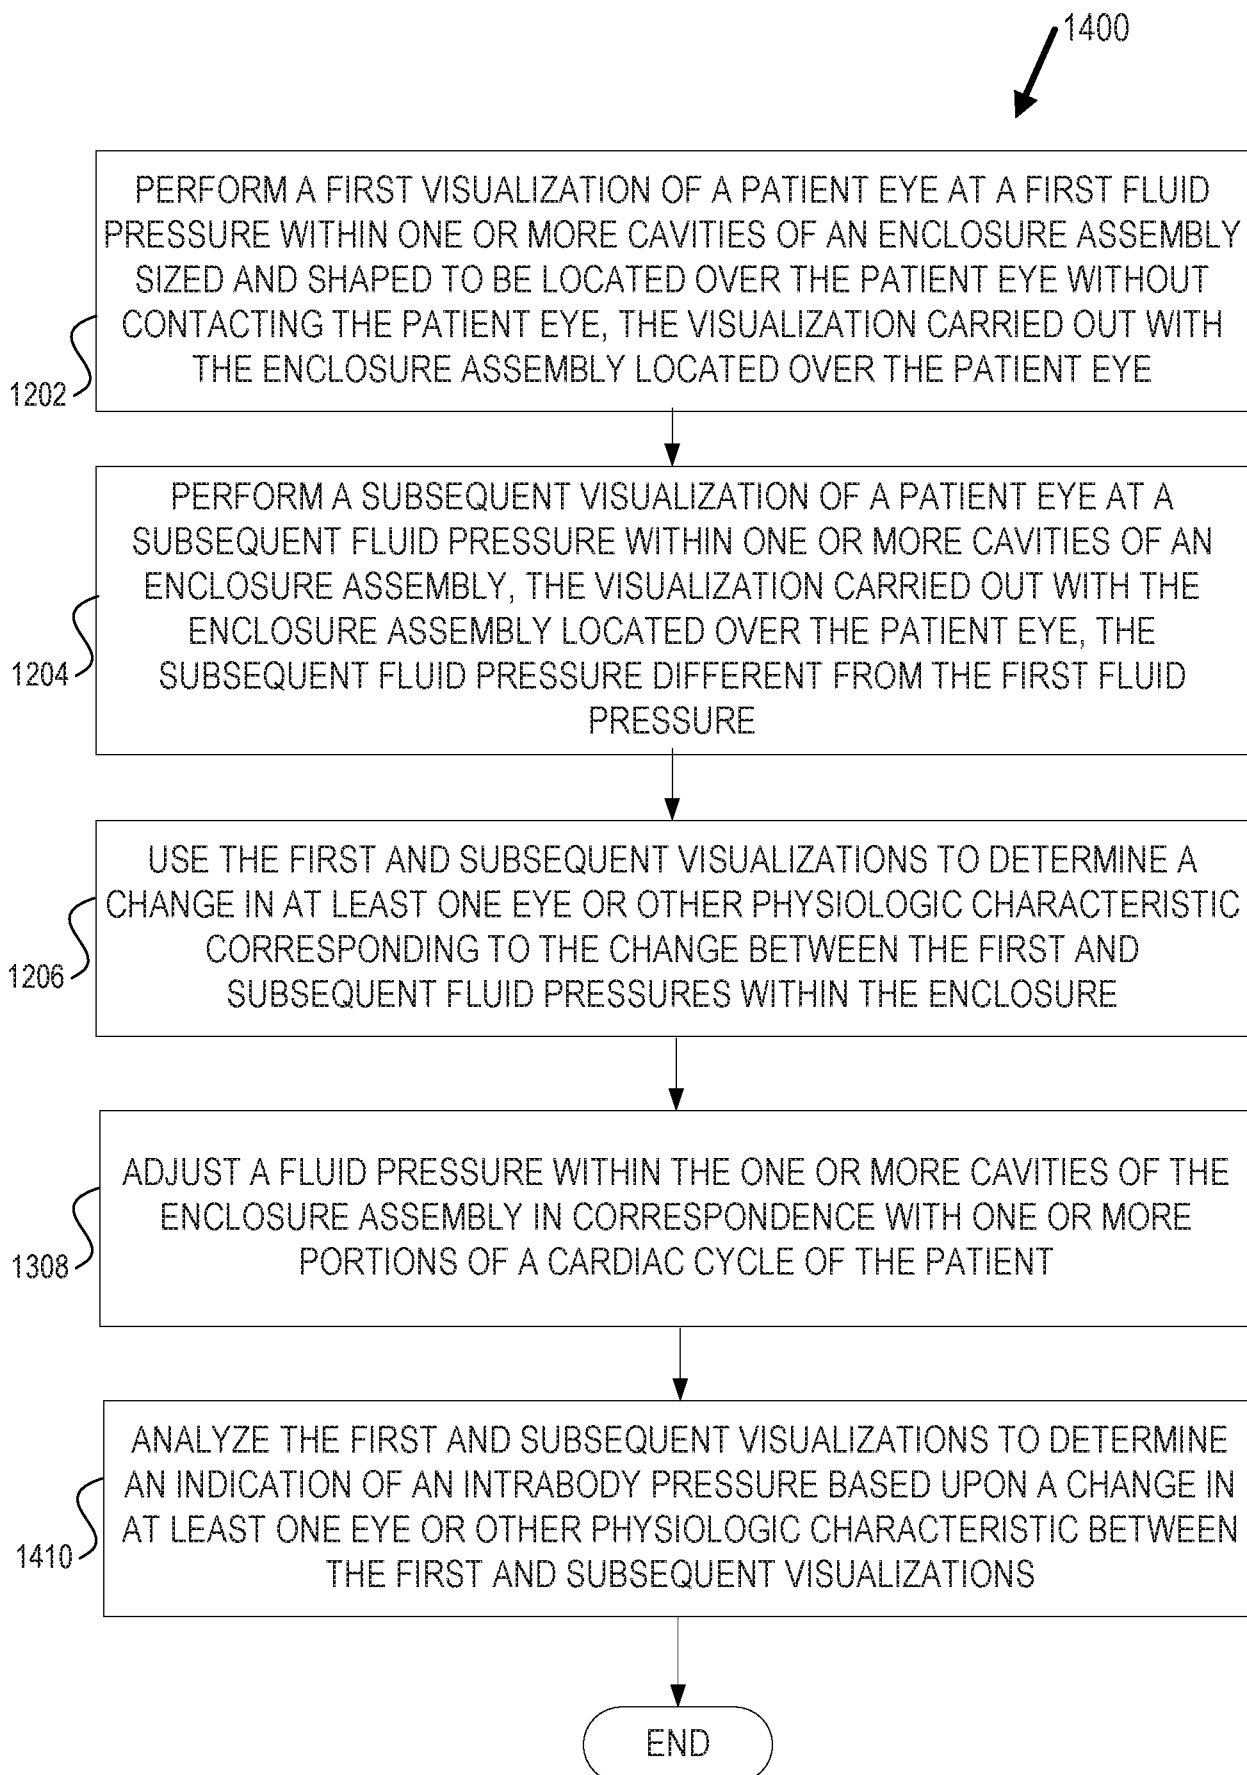 1400
PERFORM A FIRST VISUALIZATION OF A PATIENT EYE AT A FIRST FLUID
PRESSURE WITHIN ONE OR MORE CAVITIES OF AN ENCLOSURE ASSEMBLY
SIZED AND SHAPED TO BE LOCATED OVER THE PATIENT EYE WITHOUT
CONTACTING THE PATIENT EYE, THE VISUALIZATION CARRIED OUT WITH
THE ENCLOSURE ASSEMBLY LOCATED OVER THE PATIENT EYE
1202
PERFORM A SUBSEQUENT VISUALIZATION OF A PATIENT EYE AT A
SUBSEQUENT FLUID PRESSURE WITHIN ONE OR MORE CAVITIES OF AN
ENCLOSURE ASSEMBLY, THE VISUALIZATION CARRIED OUT WITH THE
ENCLOSURE ASSEMBLY LOCATED OVER THE PATIENT EYE, THE
SUBSEQUENT FLUID PRESSURE DIFFERENT FROM THE FIRST FLUID
PRESSURE
1204
USE THE FIRST AND SUBSEQUENT VISUALIZATIONS TO DETERMINE A
CHANGE IN AT LEAST ONE EYE OR OTHER PHYSIOLOGIC CHARACTERISTIC
CORRESPONDING TO THE CHANGE BETWEEN THE FIRST AND
SUBSEQUENT FLUID PRESSURES WITHIN THE ENCLOSURE
1206
ADJUST A FLUID PRESSURE WITHIN THE ONE OR MORE CAVITIES OF THE
ENCLOSURE ASSEMBLY IN CORRESPONDENCE WITH ONE OR MORE
PORTIONS OF A CARDIAC CYCLE OF THE PATIENT
1308
ANALYZE THE FIRST AND SUBSEQUENT VISUALIZATIONS TO DETERMINE
AN INDICATION OF AN INTRABODY PRESSURE BASED UPON A CHANGE IN
AT LEAST ONE EYE OR OTHER PHYSIOLOGIC CHARACTERISTIC BETWEEN
THE FIRST AND SUBSEQUENT VISUALIZATIONS
1410
END